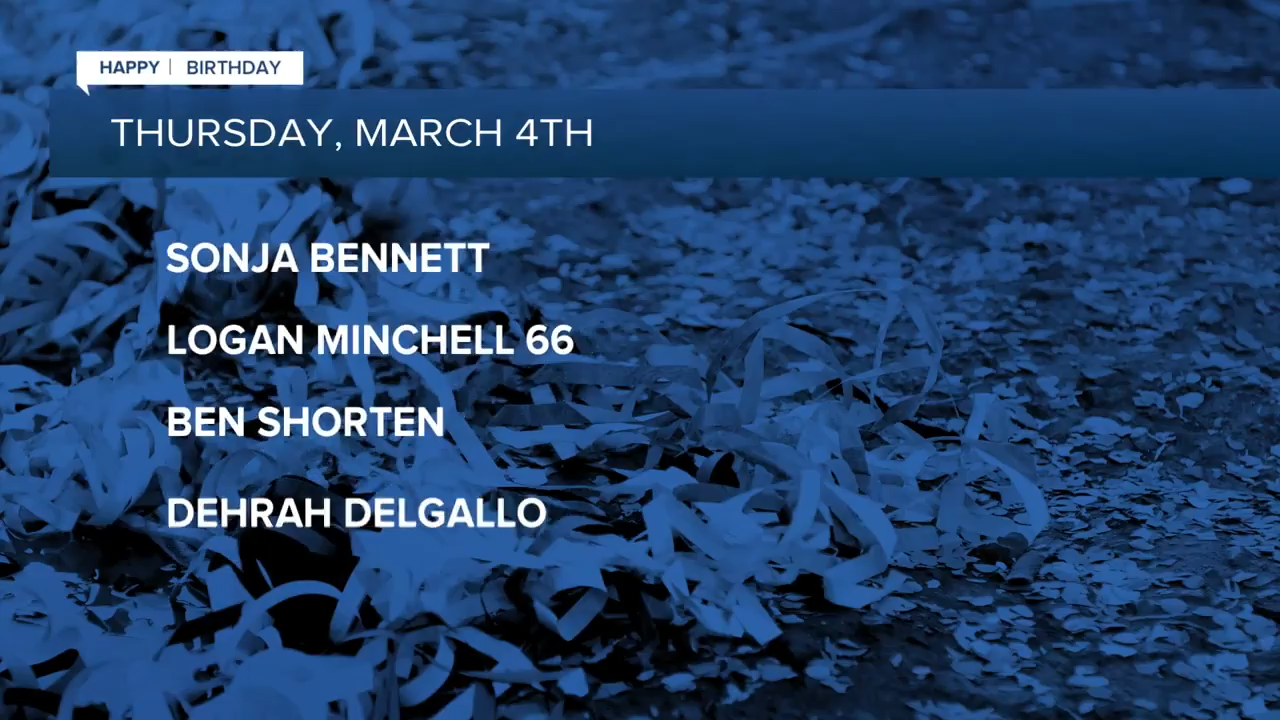 HAPPY | BIRTHDAY
THURSDAY, MARCH 4TH
SONJA BENNETT
LOGAN MINCHELL 66
BEN SHORTEN
DEHRAH DELGALLO